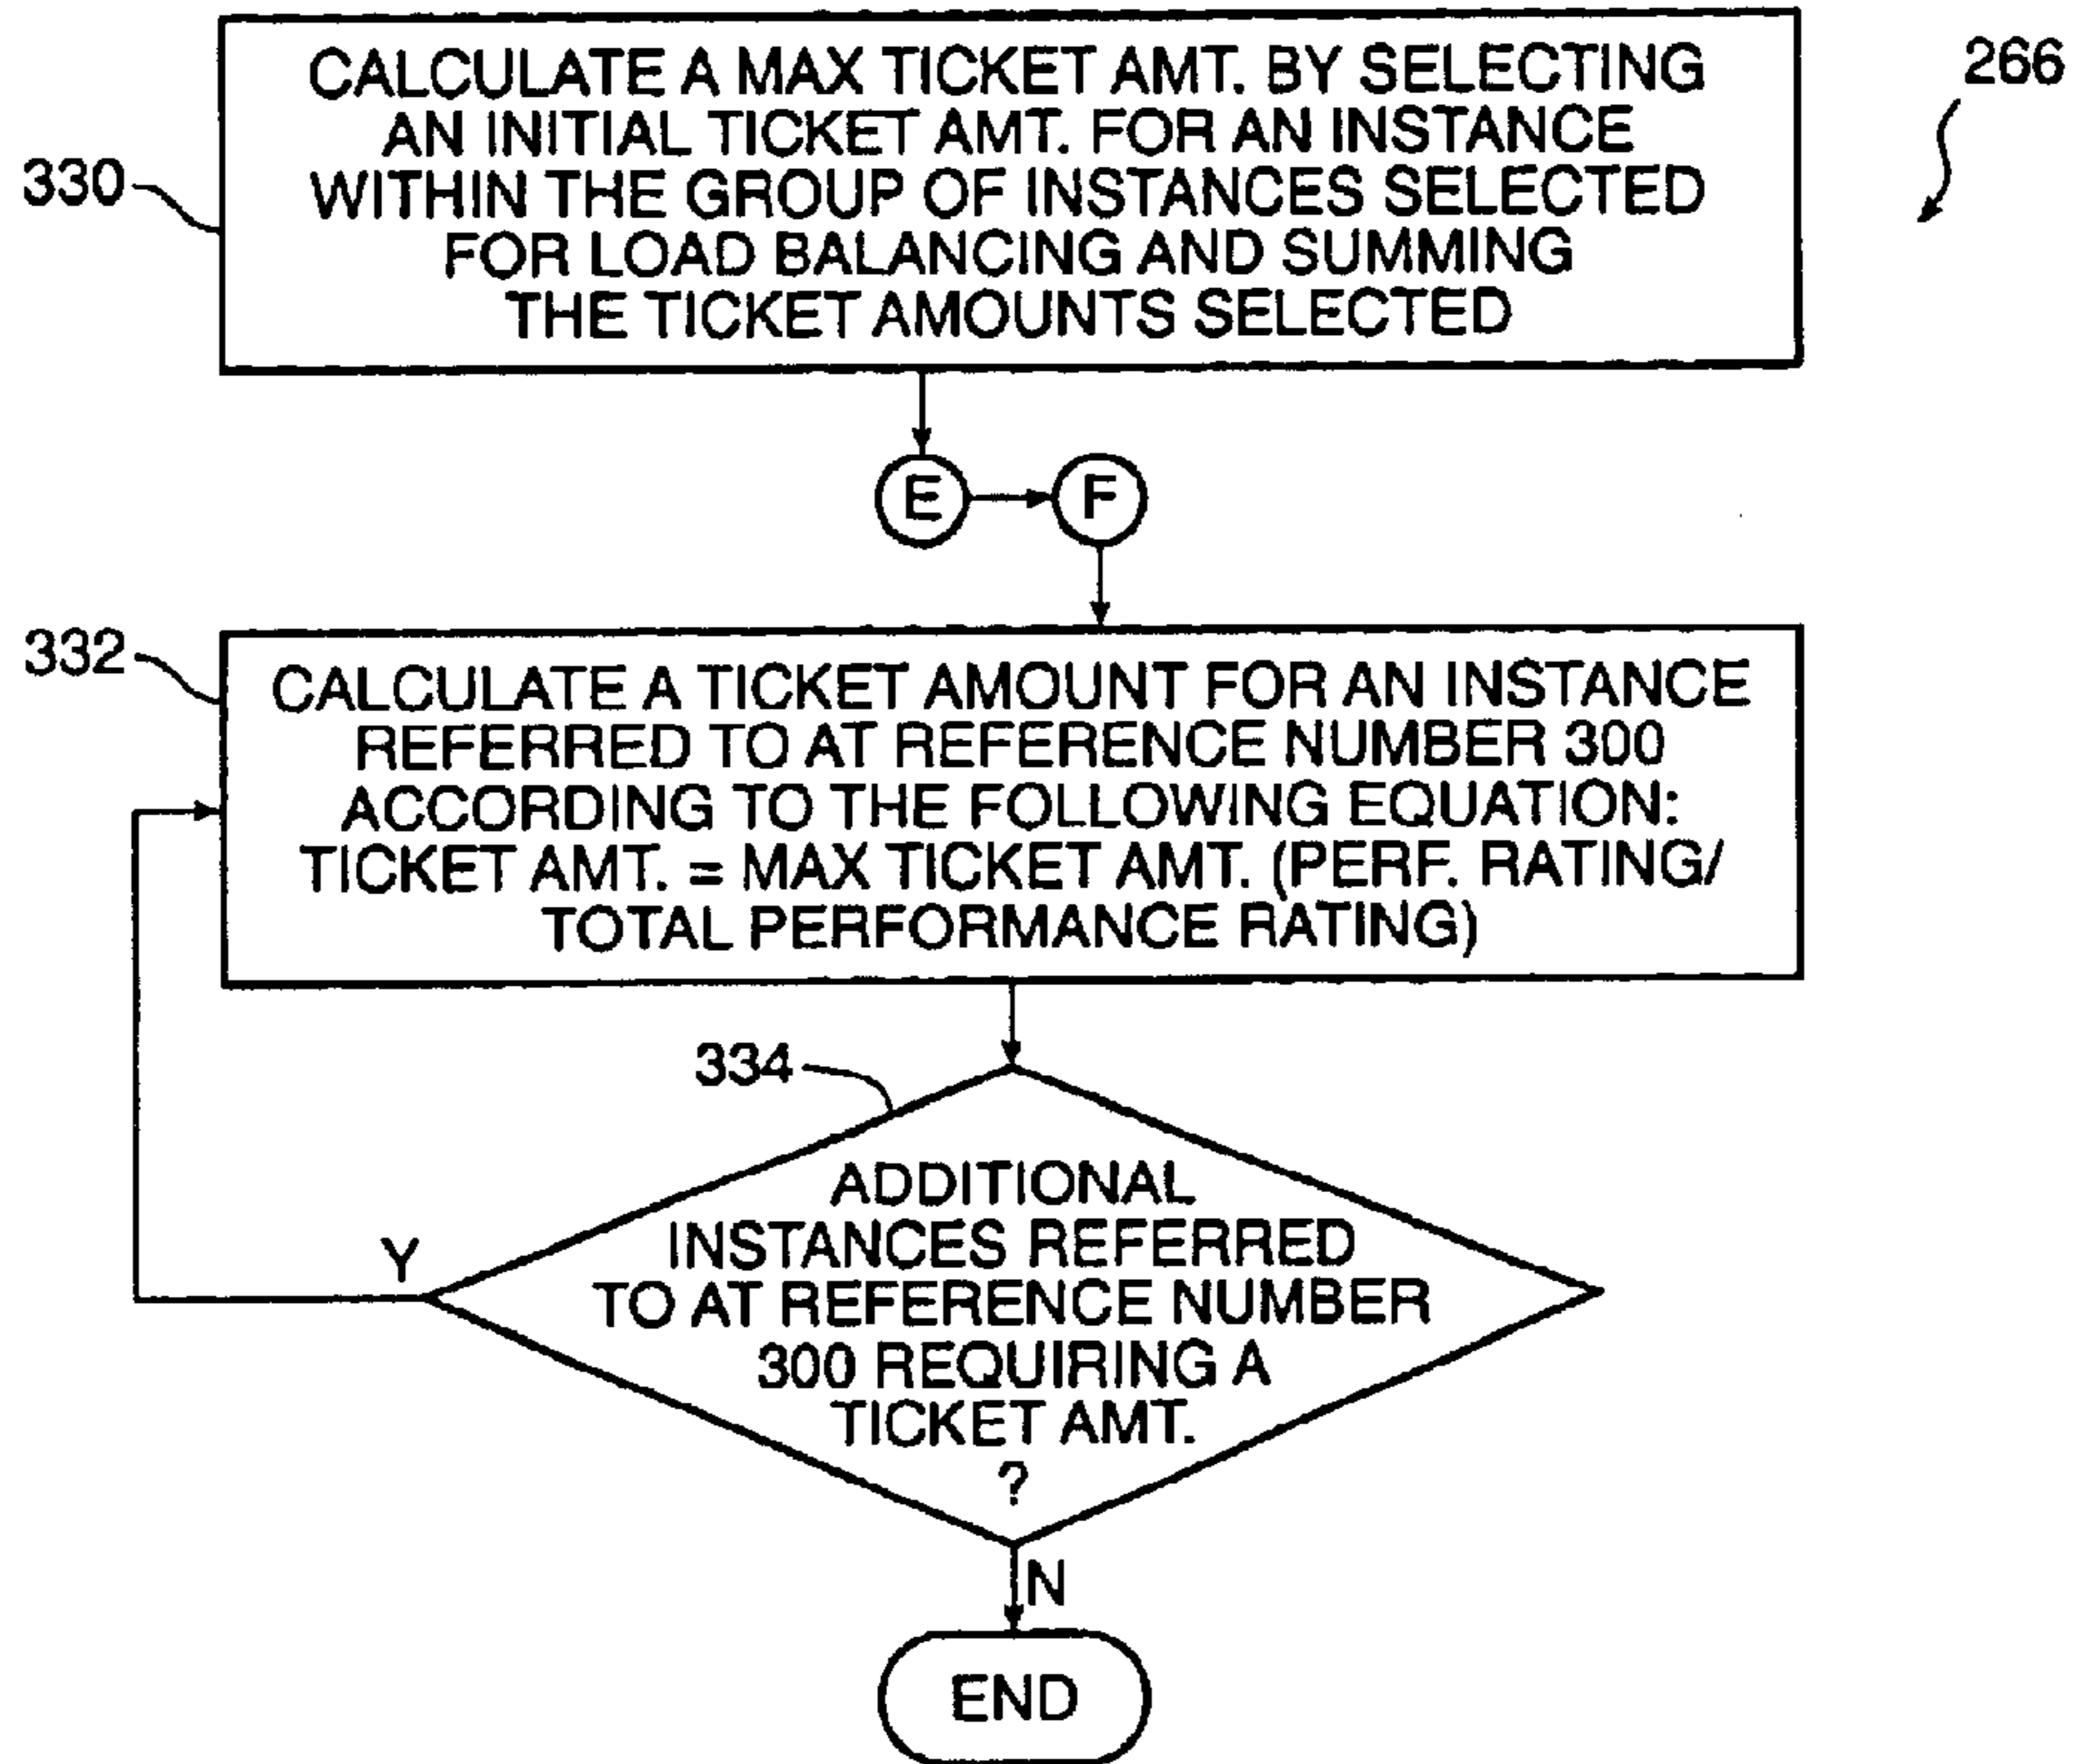 266
CALCULATE A MAX TICKET AMT. BY SELECTING
AN INITIAL TICKET AMT. FOR AN INSTANCE
WITHIN THE GROUP OF INSTANCES SELECTED
FOR LOAD BALANCING AND SUMMING
THE TICKET AMOUNTS SELECTED
330
E
F
332
CALCULATE A TICKET AMOUNT FOR AN INSTANCE
REFERRED TO AT REFERENCE NUMBER 300
ACCORDING TO THE FOLLOWING EQUATION:
TICKET AMT. = MAX TICKET AMT. (PERF. RATING/
TOTAL PERFORMANCE RATING)
334
ADDITIONAL
INSTANCES REFERRED
TO AT REFERENCE NUMBER
300 REQUIRING A
TICKET AMT.
?
Y
N
END